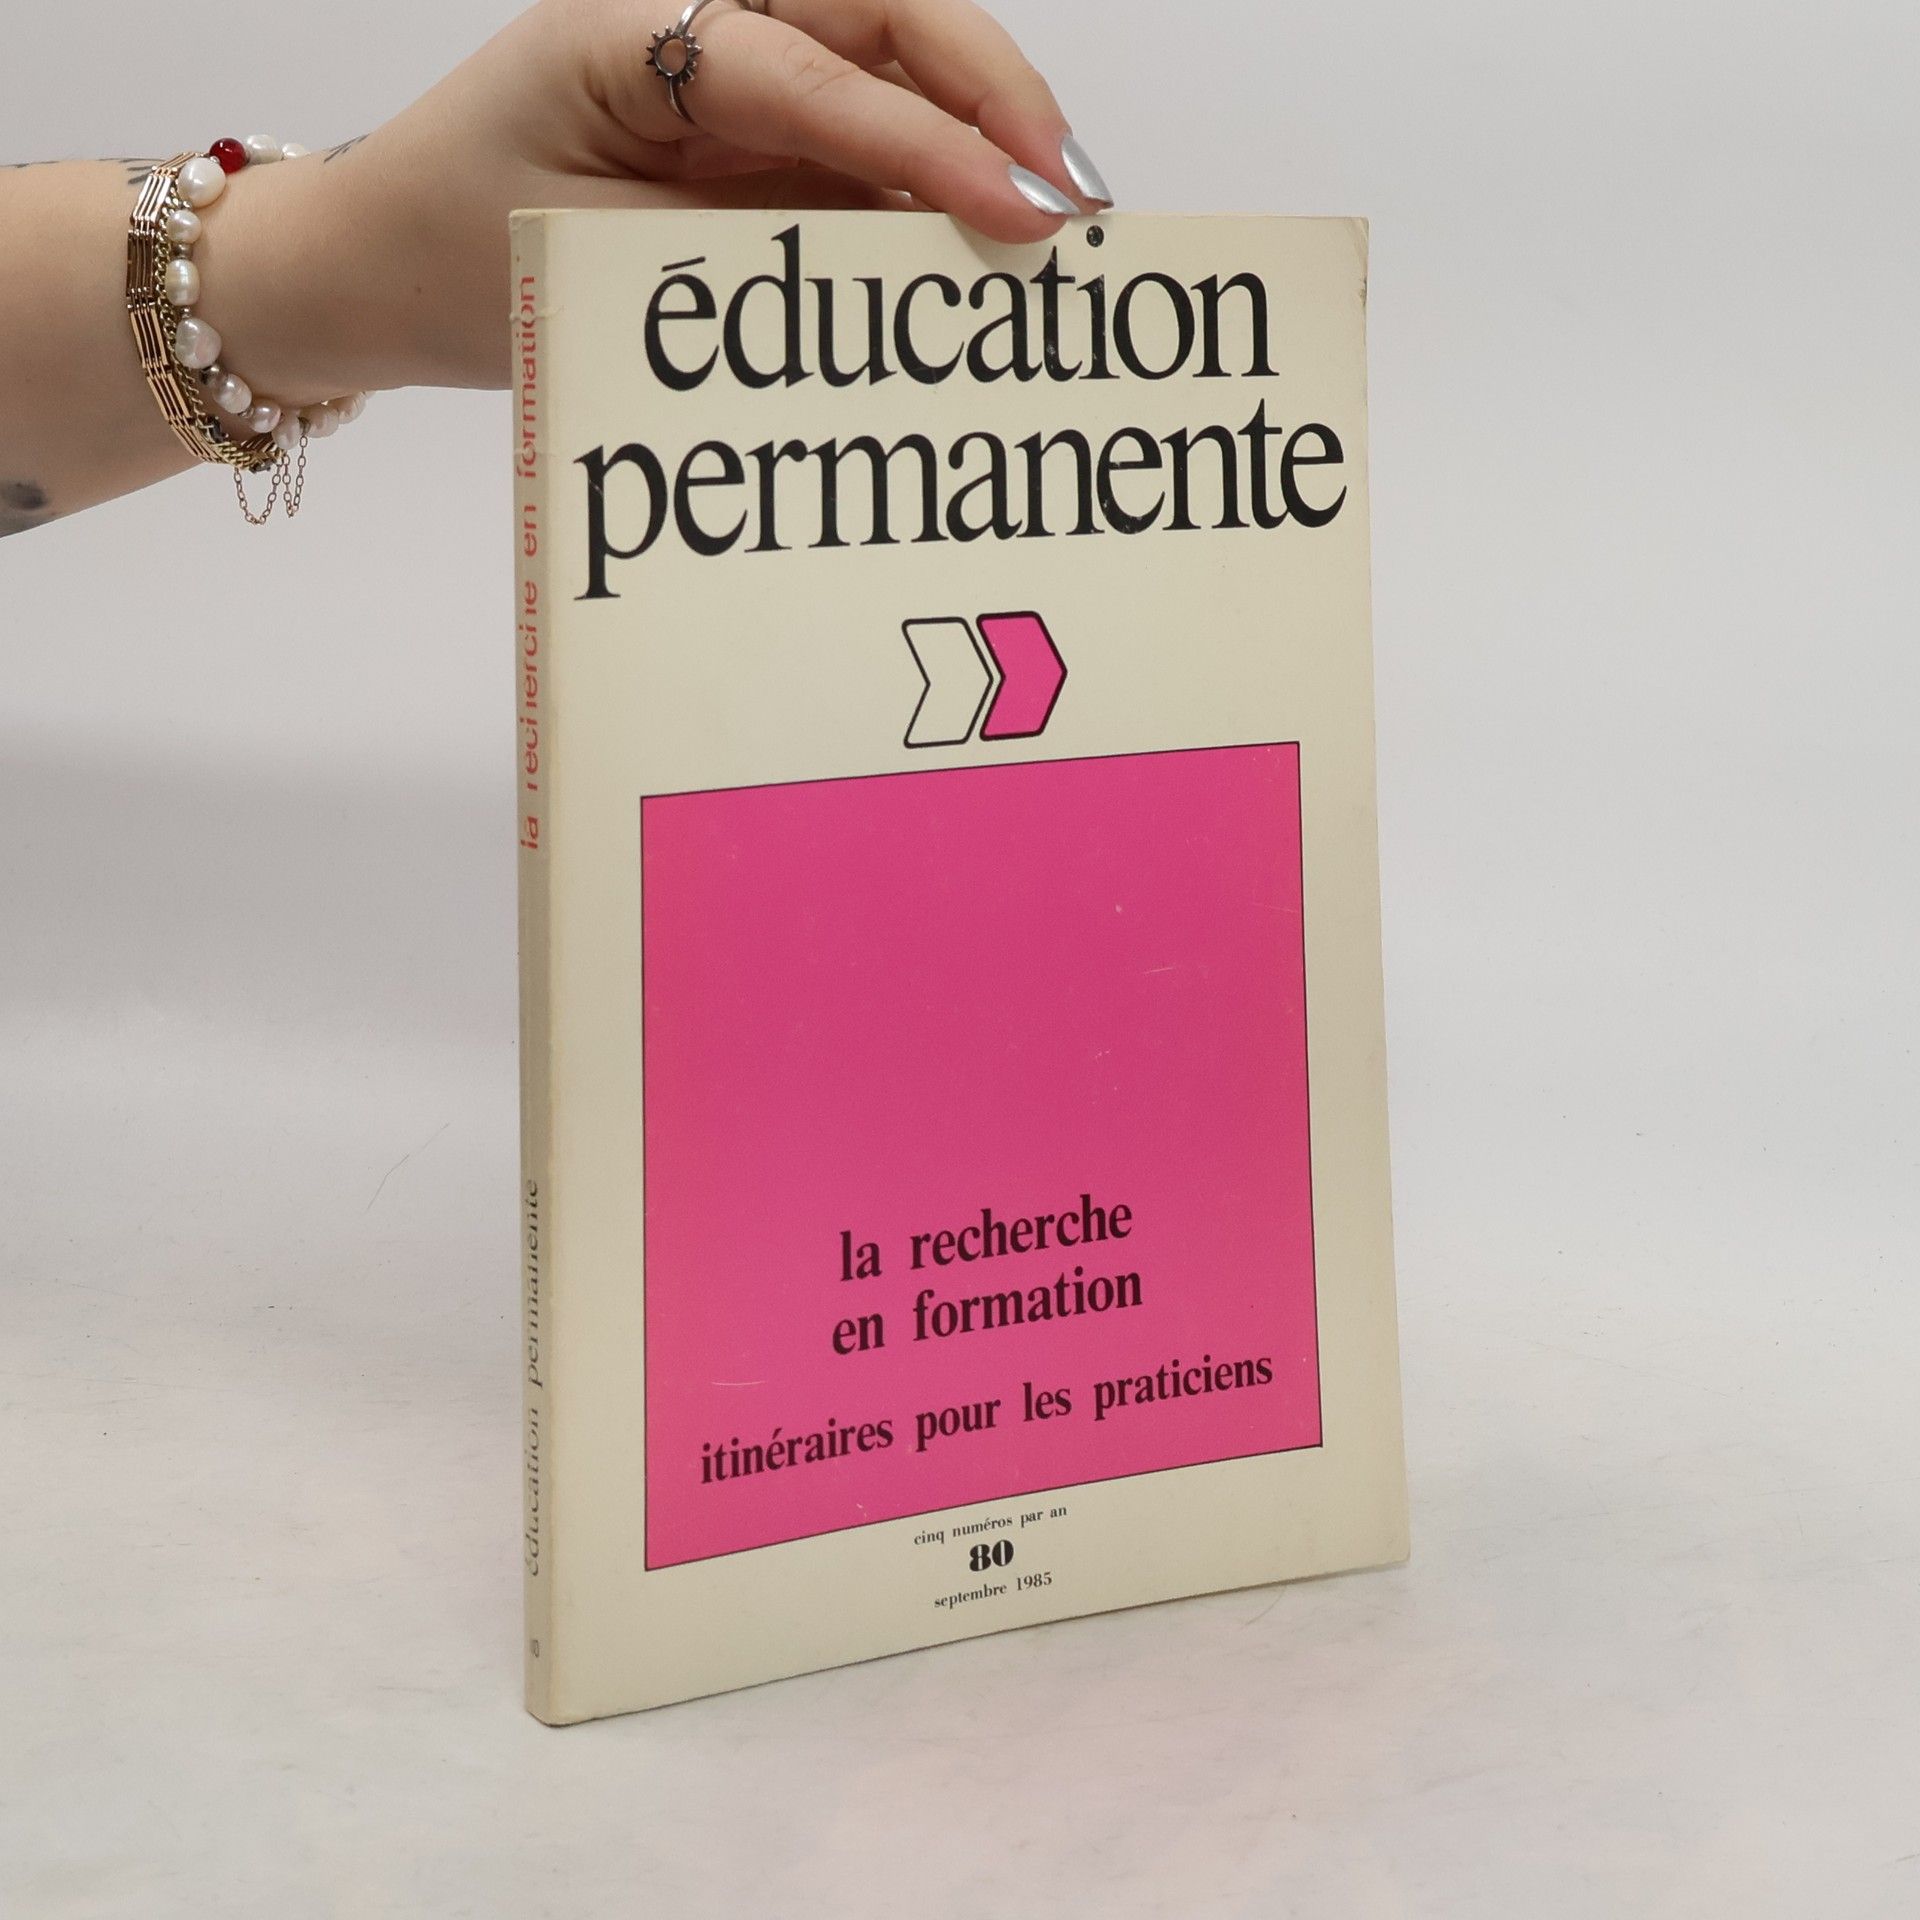 éducation
permanente
la recherche
en formation
itinéraires pour les praticiens
cinq numéros par an
80
septembre 1985
la recherche en formation
éducation permanente